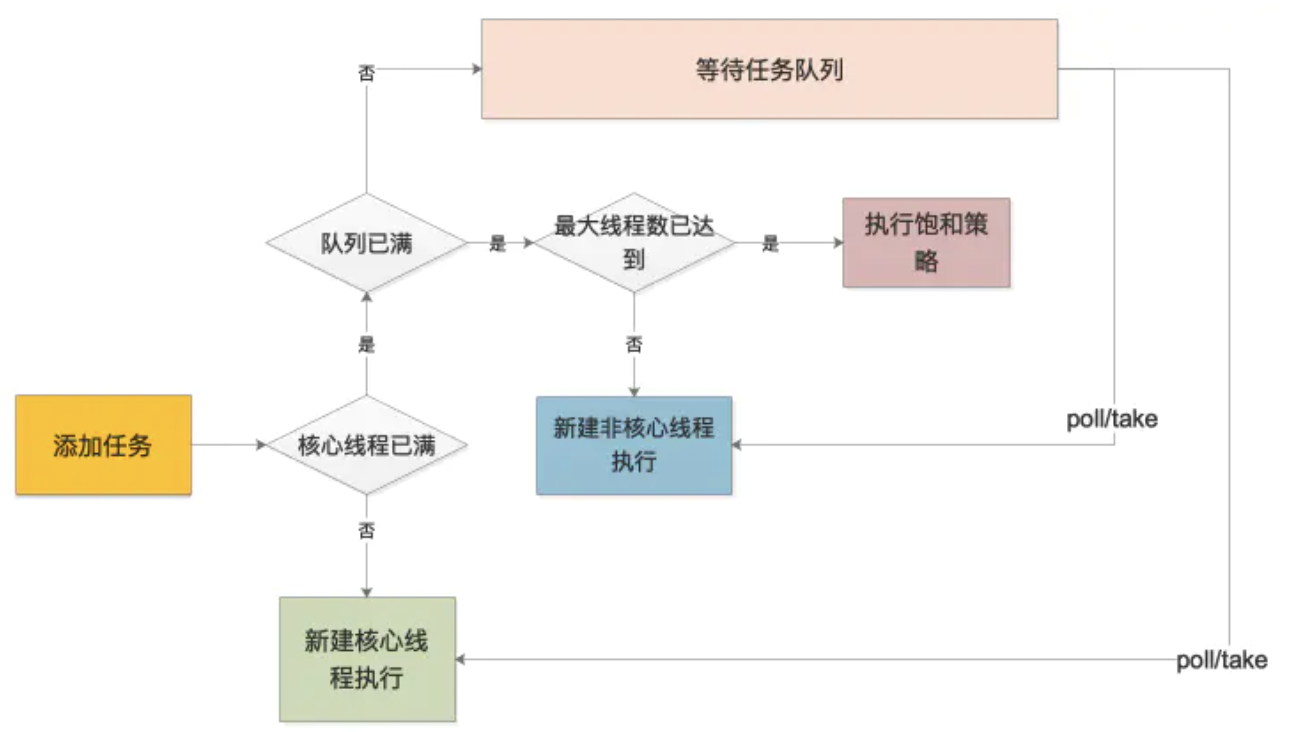 否
等待任务队列
队列已满
是
最大线程数已达
到
是
执行饱和策
略
是
否
添加任务
核心线程已满
新建非核心线程
执行
poll/take
否
新建核心线
程执行
poll/take